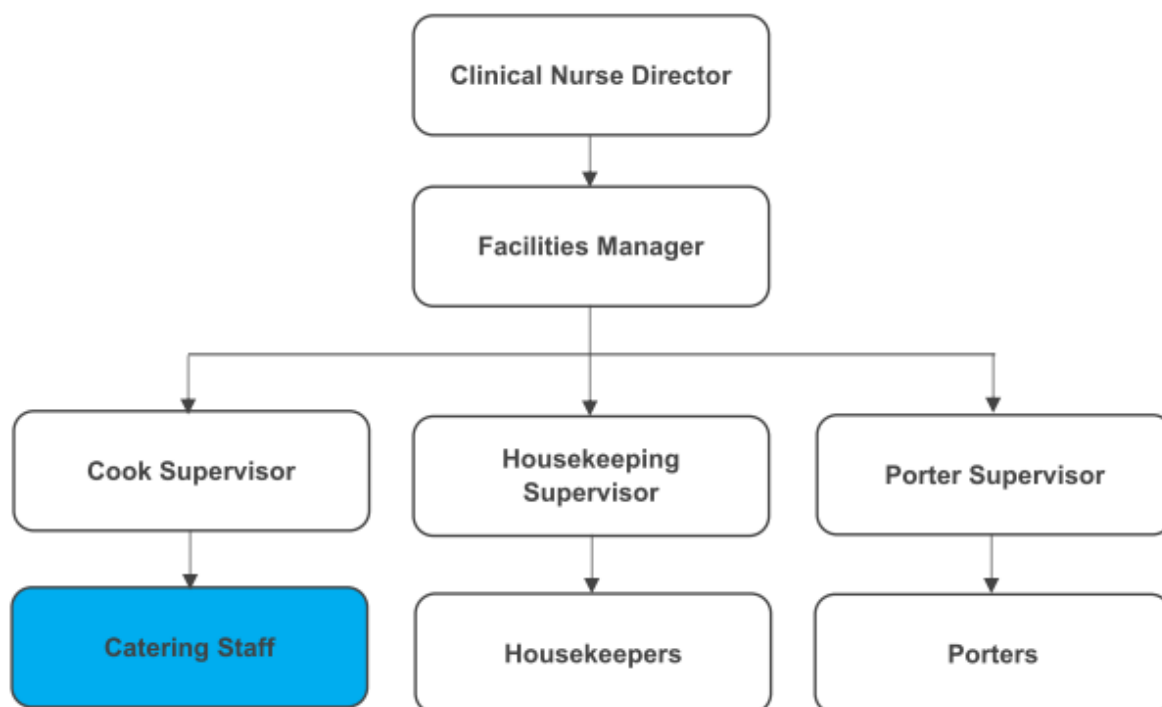 Clinical Nurse Director
Facilities Manager
Cook Supervisor
Housekeeping
Supervisor
Porter Supervisor
Catering Staff
Housekeepers
Porters